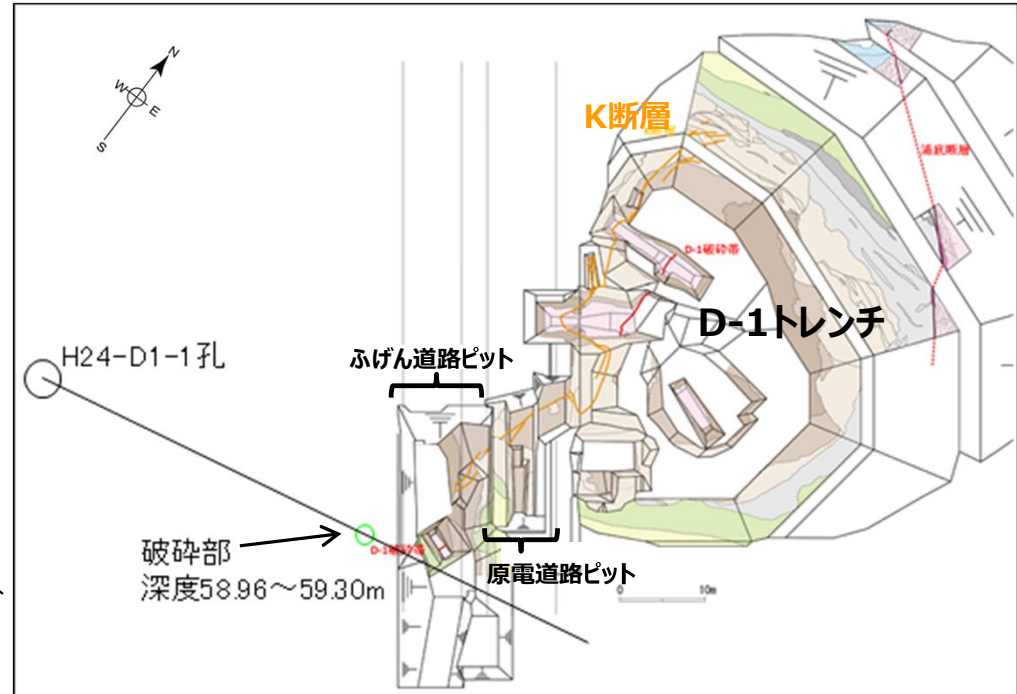 N
W
E
S
K断層
浦底断層
D-1破砕帯
D-1トレンチ
H24-D1-1孔
ふげん道路ピット
破砕部
深度58.96～59.30m
D-1破砕帯
原電道路ピット
0 10m